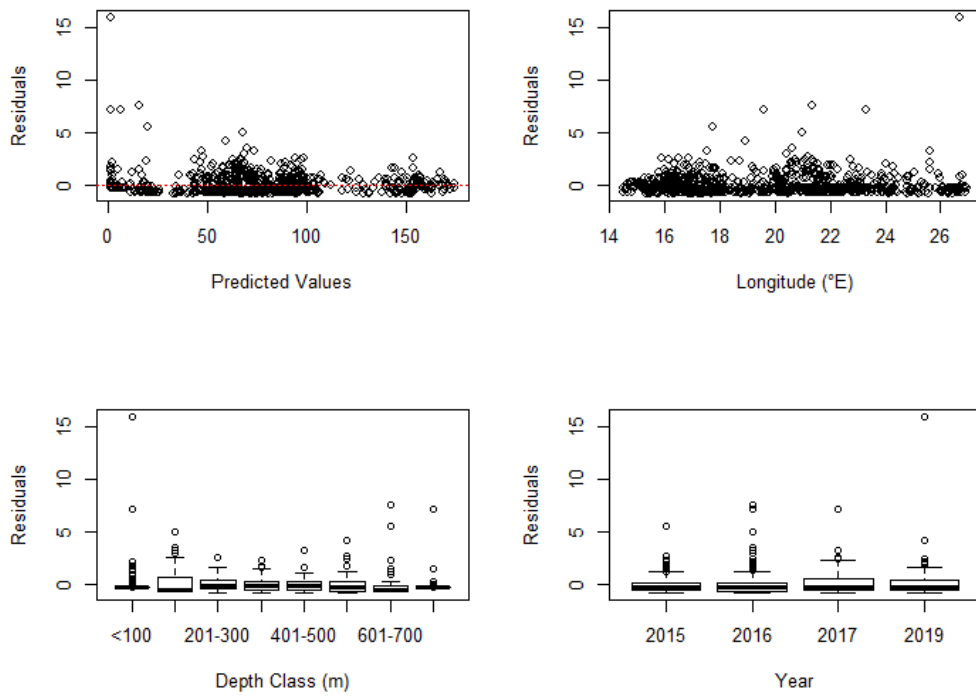 15
10
5
0
Residuals
0 50 100 150
Predicted Values
15
10
5
0
Residuals
14 16 18 20 22 24 26
Longitude (°E)
15
10
5
0
Residuals
<100 201-300 401-500 601-700
Depth Class (m)
15
10
5
0
Residuals
2015 2016 2017 2019
Year